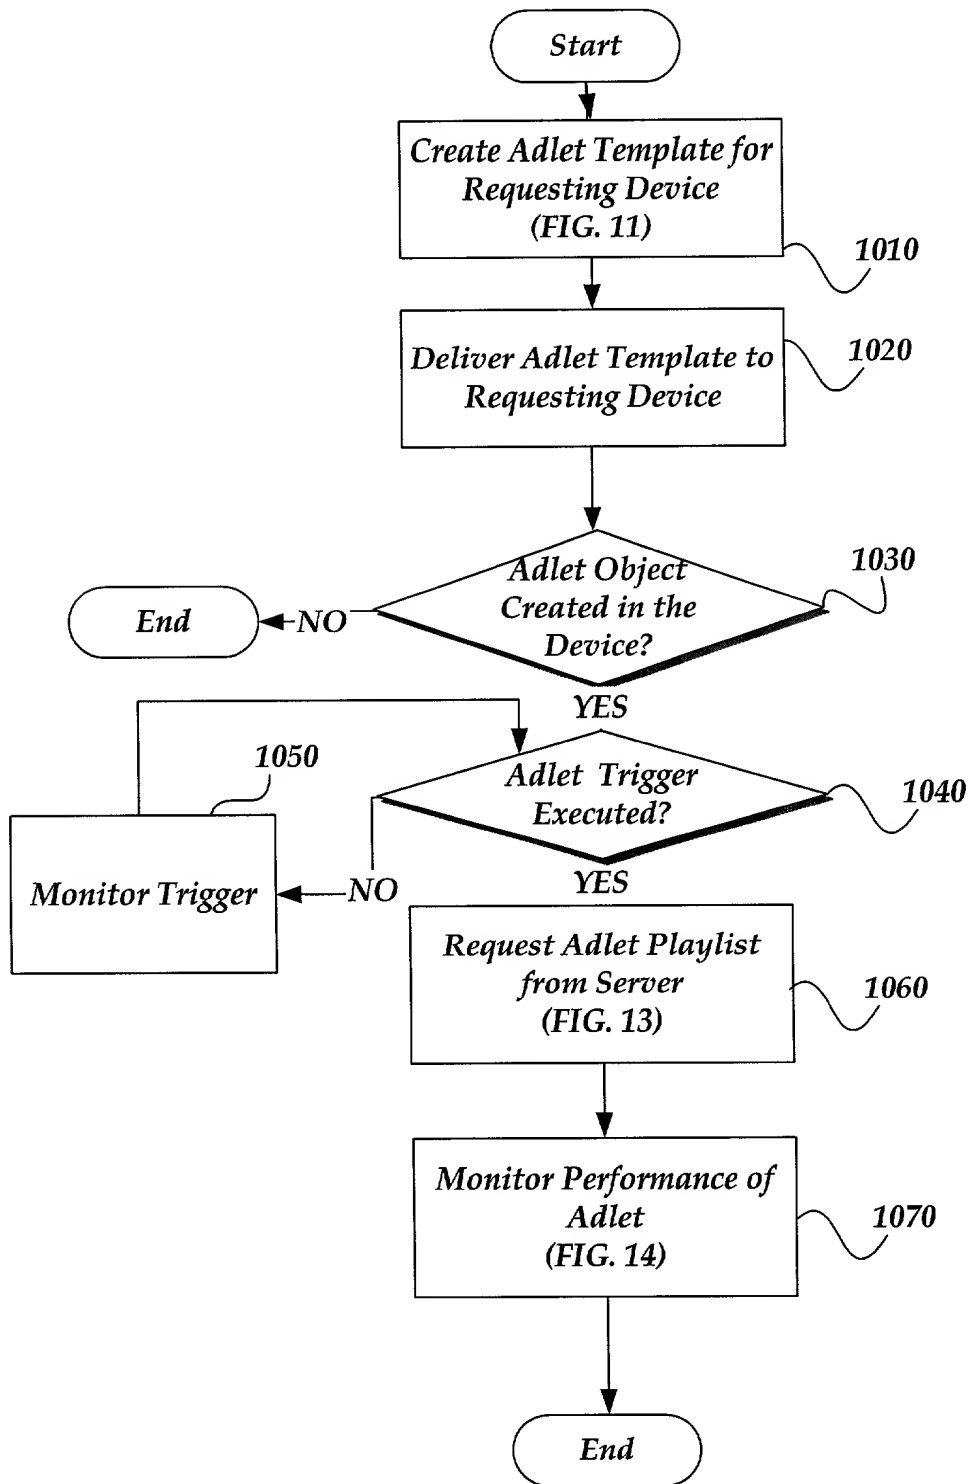 Start
Create Adlet Template for
Requesting Device
(FIG. 11)
1010
Deliver Adlet Template to
Requesting Device
1020
Adlet Object
Created in the
Device?
1030
NO
End
YES
Adlet Trigger
Executed?
1040
1050
Monitor Trigger
NO
YES
Request Adlet Playlist
from Server
(FIG. 13)
1060
Monitor Performance of
Adlet
(FIG. 14)
1070
End